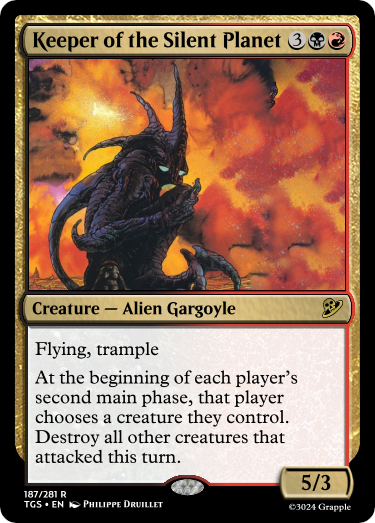 Keeper of the Silent Planet 3
Creature — Alien Gargoyle
Flying, trample
At the beginning of each player's
second main phase, that player
chooses a creature they control.
Destroy all other creatures that
attacked this turn.
5/3
187/281 R
TGS • EN Philippe Druillet
©3024 Grapple